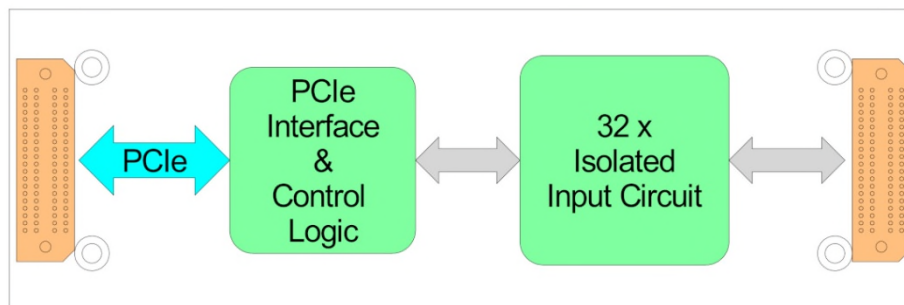 PCIe
PCIe
Interface
&
Control
Logic
32 x
Isolated
Input Circuit